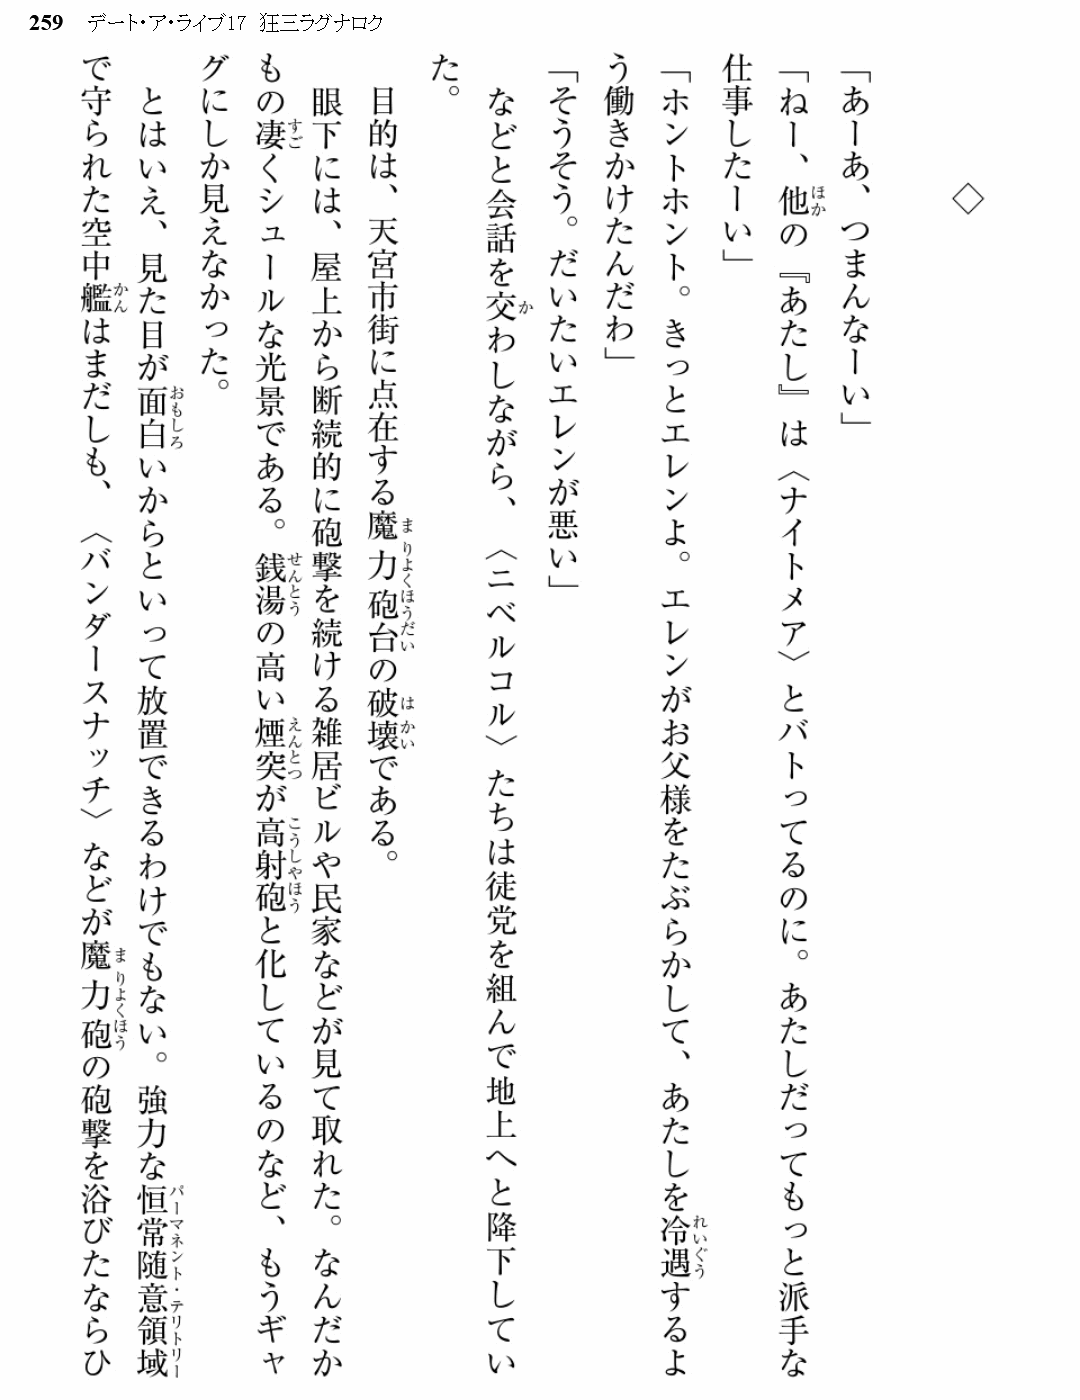 259 デート・ア・ライブ17 狂三ラグナロク
◇
「あーあ、つまんなーい」
「ねー、他の『あたし』は〈ナイトメア〉とバトってるのに。あたしだってもっと派手な
仕事したーい」
「ホントホント。きっとエレンよ。エレンがお父様をたぶらかして、あたしを冷遇するよ
う働きかけたんだわ」
「そうそう。だいたいエレンが悪い」
などと会話を交わしながら、〈ニベルコル〉たちは徒党を組んで地上へと降下してい
た。
目的は、天宮市街に点在する魔力砲台の破壊である。
眼下には、屋上から断続的に砲撃を続ける雑居ビルや民家などが見て取れた。なんだか
もの凄くシュールな光景である。銭湯の高い煙突が高射砲と化しているのなど、もうギャ
グにしか見えなかった。
とはいえ、見た目が面白いからといって放置できるわけでもない。強力な恒常随意領域
で守られた空中艦はまだしも、〈バンダースナッチ〉などが魔力砲の砲撃を浴びたならひ